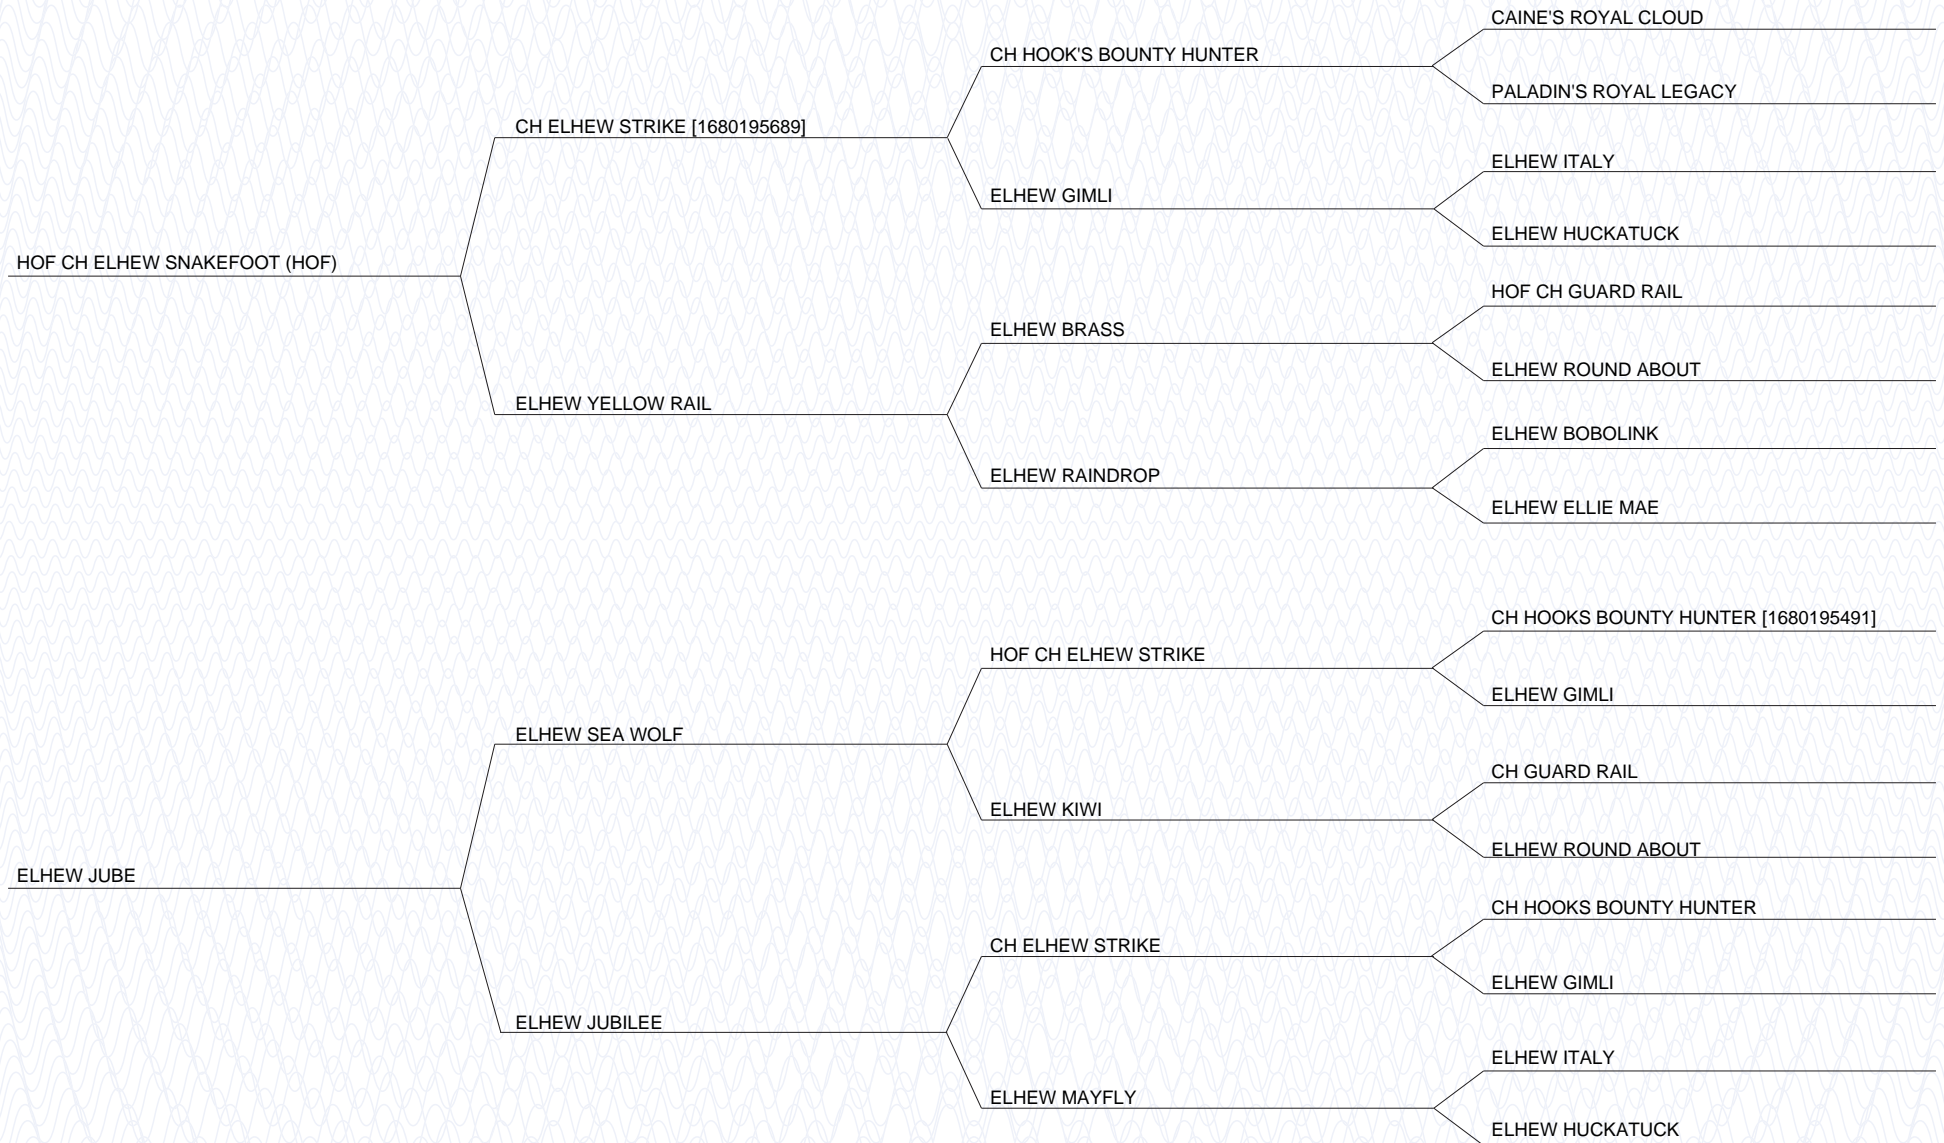 CAINE'S ROYAL CLOUD
CH HOOK'S BOUNTY HUNTER
PALADIN'S ROYAL LEGACY
CH ELHEW STRIKE [1680195689]
ELHEW ITALY
ELHEW GIMLI
ELHEW HUCKATUCK
HOF CH ELHEW SNAKEFOOT (HOF)
HOF CH GUARD RAIL
ELHEW BRASS
ELHEW ROUND ABOUT
ELHEW YELLOW RAIL
ELHEW BOBOLINK
ELHEW RAINDROP
ELHEW ELLIE MAE
CH HOOKS BOUNTY HUNTER [1680195491]
HOF CH ELHEW STRIKE
ELHEW GIMLI
ELHEW SEA WOLF
CH GUARD RAIL
ELHEW KIWI
ELHEW ROUND ABOUT
ELHEW JUBE
CH HOOKS BOUNTY HUNTER
CH ELHEW STRIKE
ELHEW GIMLI
ELHEW JUBILEE
ELHEW ITALY
ELHEW MAYFLY
ELHEW HUCKATUCK